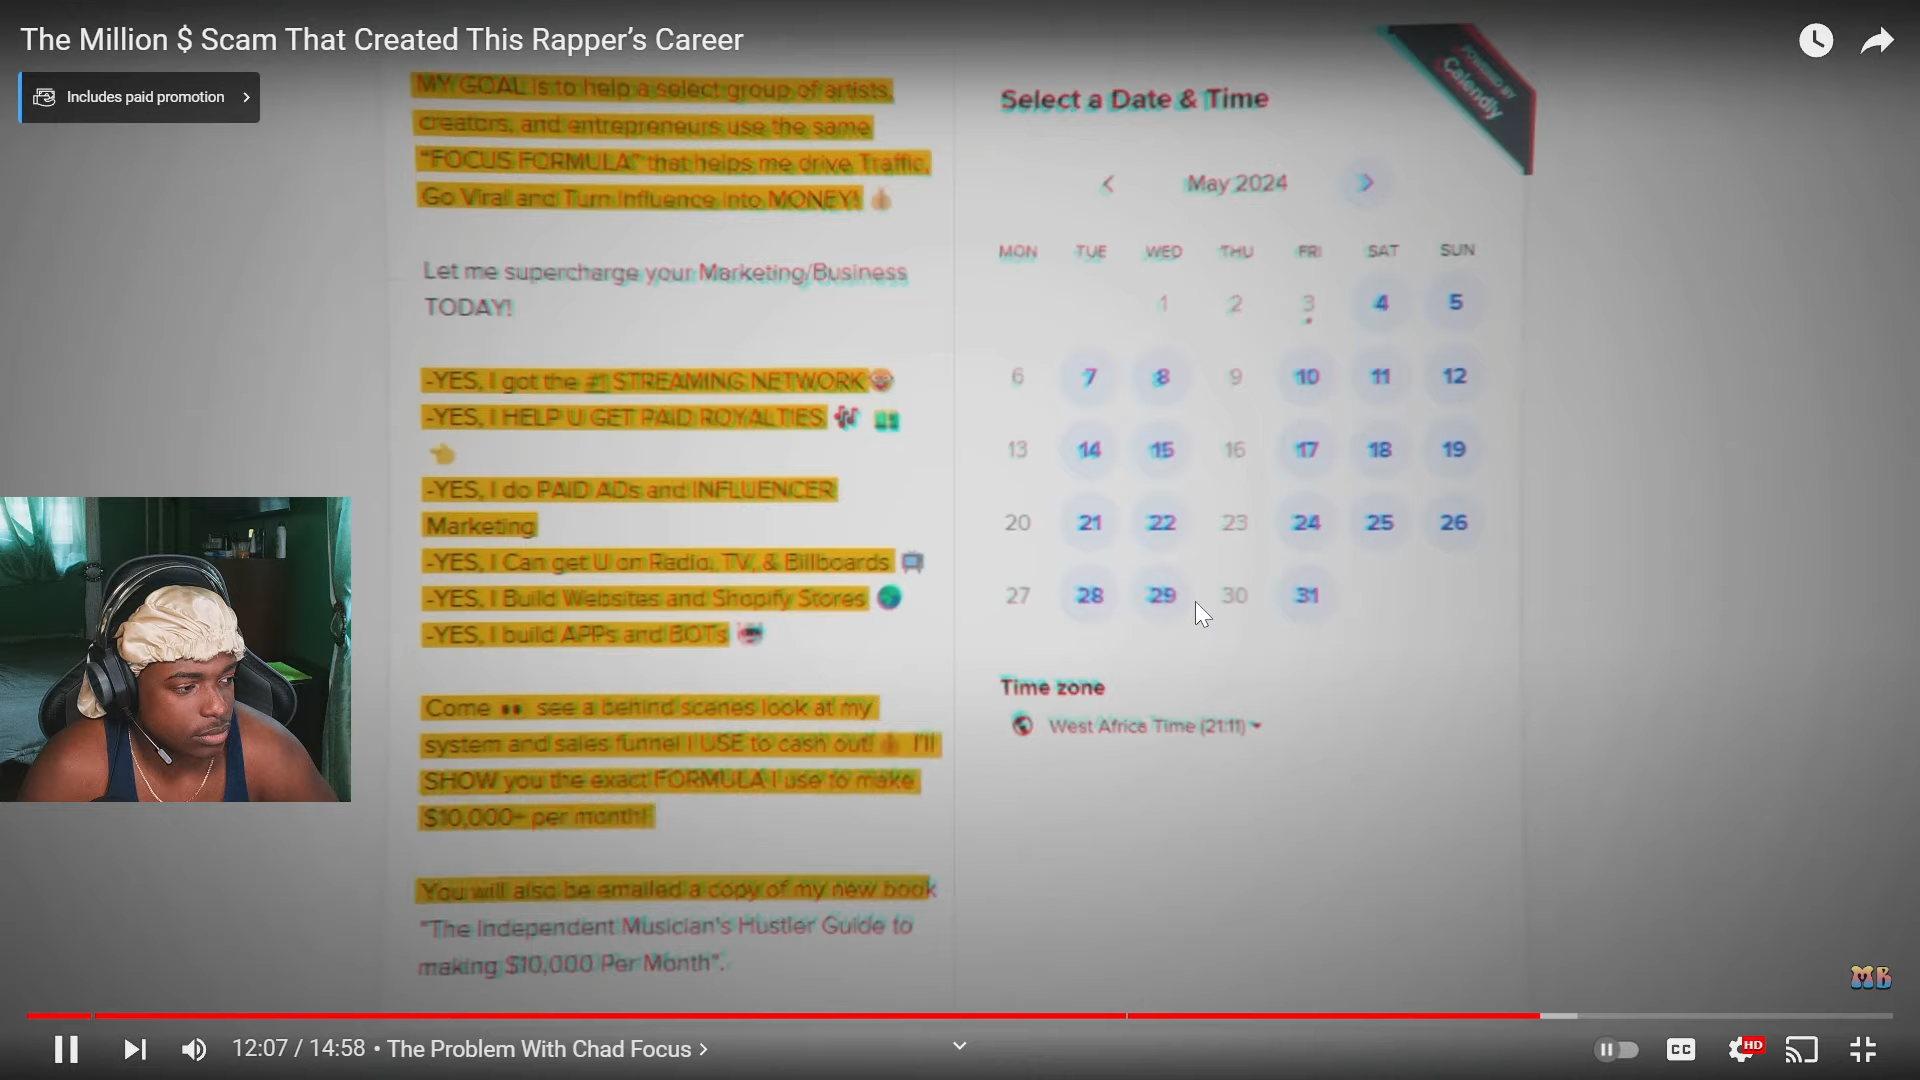 The Million $ Scam That Created This Rapper's Career
Includes paid promotion
MY GOAL is to help a select group of artists,
creators, and entrepreneurs use the same
"FOCUS FORMULA" that helps me drive Traffic,
Go Viral and Turn Influence into MONEY!
Let me supercharge your Marketing/Business
TODAY!
-YES, I got the #1 STREAMING NETWORK
-YES, I HELP U GET PAID ROYALTIES
-YES, I do PAID ADs and INFLUENCER
Marketing
-YES, I Can get U on Radio, TV, & Billboards
-YES, I Build Websites and Shopify Stores
-YES, I build APPs and BOTs
Come 👀 see a behind scenes look at my
system and sales funnel I USE to cash out! I'll
SHOW you the exact FORMULA I use to make
$10,000+ per month!
You will also be emailed a copy of my new book
"The Independent Musician's Hustler Guide to
making $10,000 Per Month".
POWERED BY
Calendly
Select a Date & Time
May 2024
MON TUE WED THU FRI SAT SUN
1 2 3 4 5
6 7 8 9 10 11 12
13 14 15 16 17 18 19
20 21 22 23 24 25 26
27 28 29 30 31
Time zone
West Africa Time (21:11)
MB
12:07 / 14:58 • The Problem With Chad Focus
CC
HD